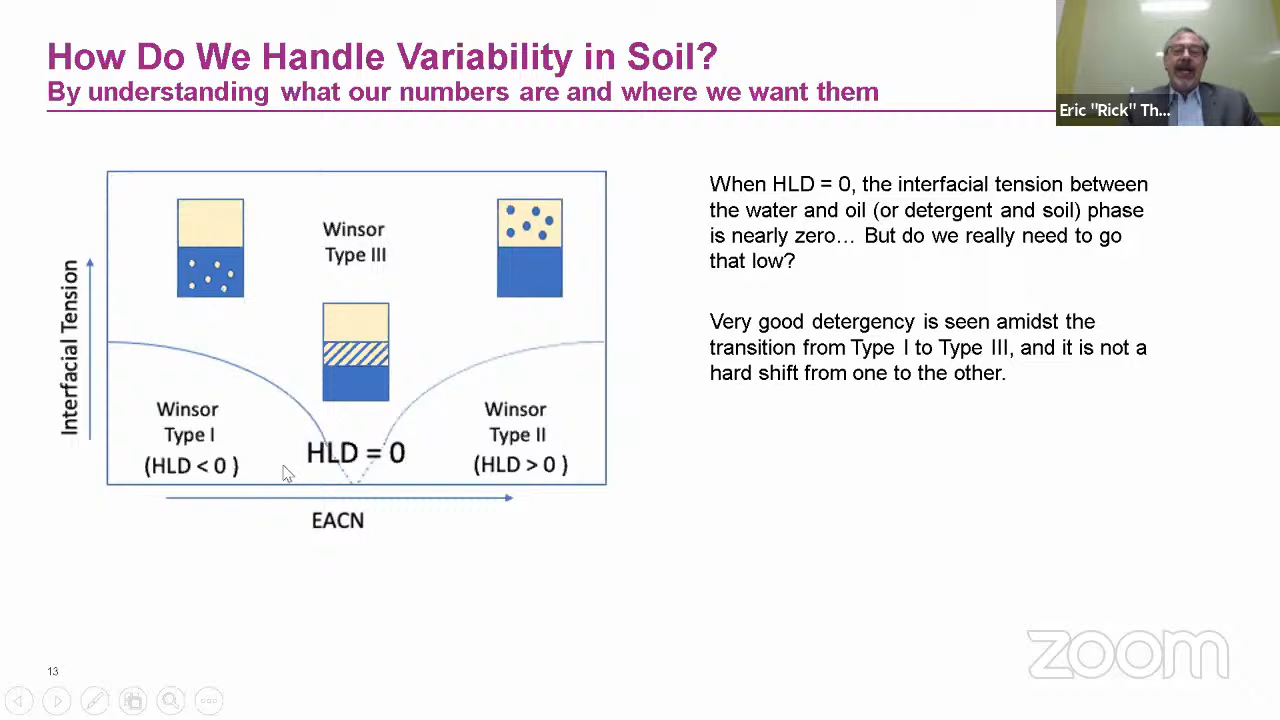 How Do We Handle Variability in Soil?
By understanding what our numbers are and where we want them
Eric "Rick" Th...
Interfacial Tension
Winsor
Type III
Winsor
Type I
(HLD < 0 )
HLD = 0
Winsor
Type II
(HLD > 0 )
EACN
When HLD = 0, the interfacial tension between
the water and oil (or detergent and soil) phase
is nearly zero… But do we really need to go
that low?
Very good detergency is seen amidst the
transition from Type I to Type III, and it is not a
hard shift from one to the other.
13
zoom